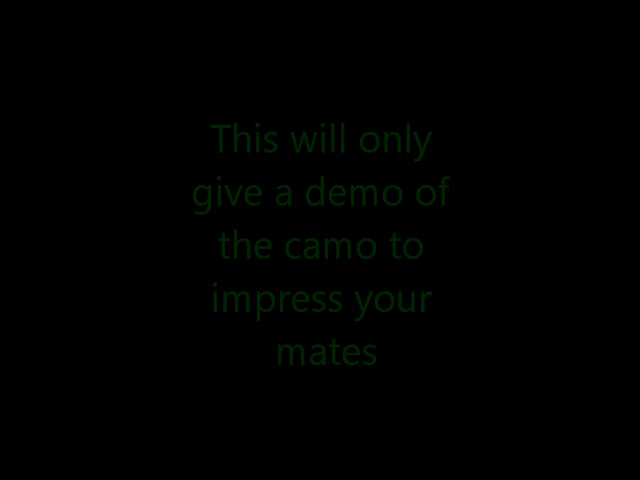 This will only
give a demo of
the camo to
impress your
mates